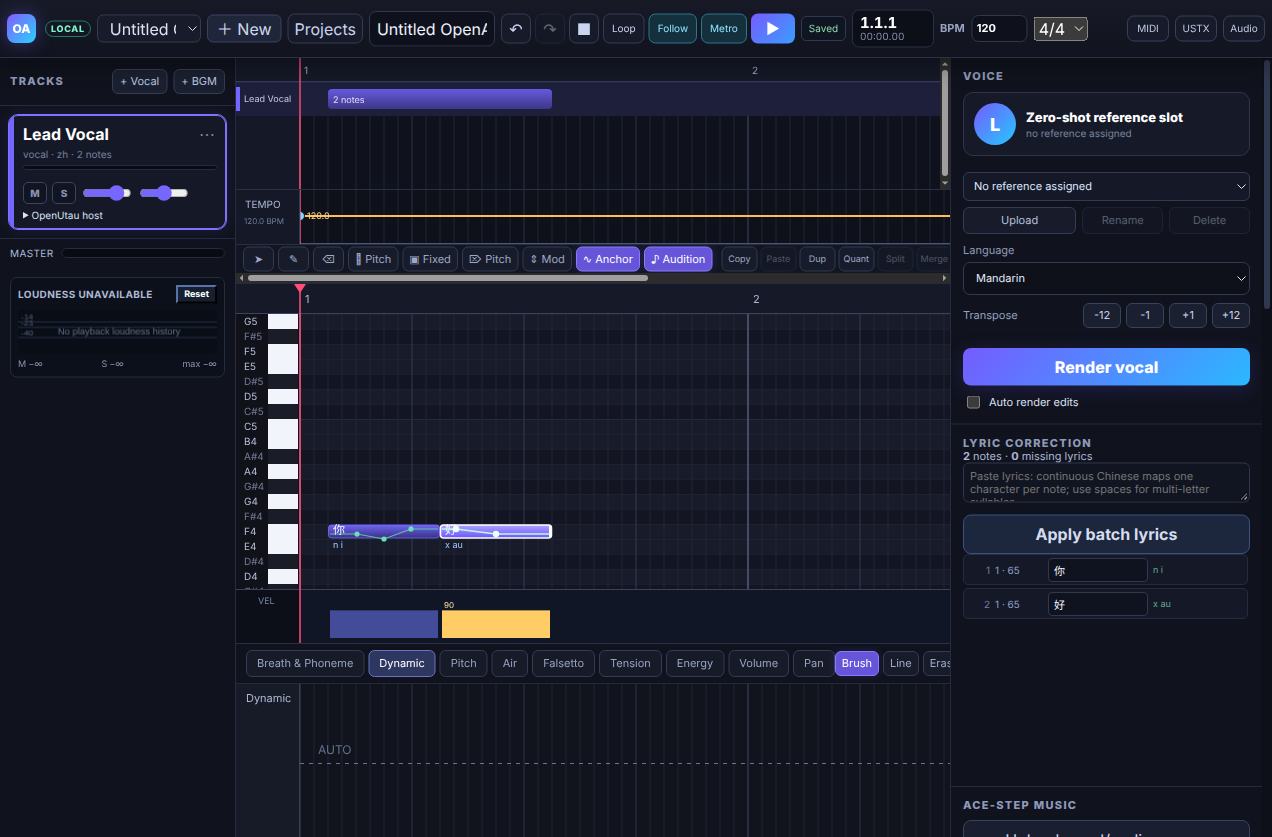 OA LOCAL Untitled ( + New Projects Untitled OpenA Loop Follow Metro Saved 1.1.1 BPM 120 4/4 MIDI USTX Audio
00:00.00
TRACKS + Vocal + BGM
Lead Vocal ...
vocal · zh · 2 notes
M S
OpenUtau host
MASTER
LOUDNESS UNAVAILABLE Reset
-14
-23
-40
No playback loudness history
M −∞ S −∞ max −∞
1 2
Lead Vocal 2 notes
TEMPO
120.0 BPM
120.0
Pitch Fixed Pitch Mod Anchor Audition Copy Paste Dup Quant Split Merge
1 2
G5
F#5
F5
E5
D#5
D5
C#5
C5
B4
A#4
A4
G#4
G4
F#4
F4 你 好
E4 n i x au
D#4
D4
VEL 90
Breath & Phoneme Dynamic Pitch Air Falsetto Tension Energy Volume Pan Brush Line Eras
Dynamic
AUTO
VOICE
L Zero-shot reference slot
no reference assigned
No reference assigned
Upload Rename Delete
Language
Mandarin
Transpose -12 -1 +1 +12
Render vocal
Auto render edits
LYRIC CORRECTION
2 notes · 0 missing lyrics
Paste lyrics: continuous Chinese maps one
character per note; use spaces for multi-letter
Apply batch lyrics
1 1 · 65 你 n i
2 1 · 65 好 x au
ACE-STEP MUSIC